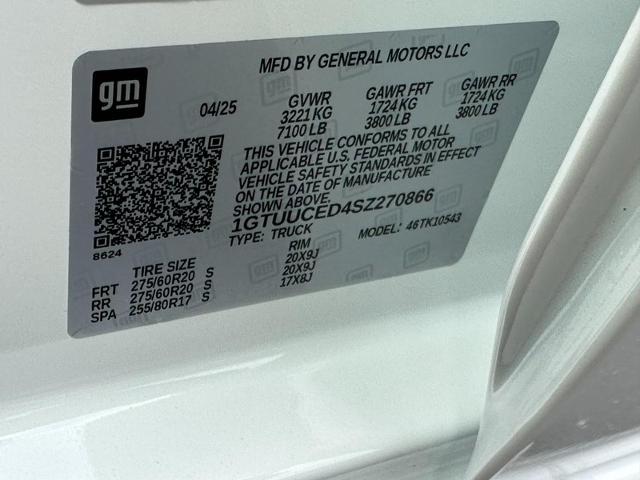 MFD BY GENERAL MOTORS LLC
gm
04/25
GVWR GAWR FRT GAWR RR
3221 KG 1724 KG 1724 KG
7100 LB 3800 LB 3800 LB
THIS VEHICLE CONFORMS TO ALL
APPLICABLE U.S. FEDERAL MOTOR
VEHICLE SAFETY STANDARDS IN EFFECT
ON THE DATE OF MANUFACTURE
SHOWN ABOVE.
1GTUUCED4SZ270866
TYPE: TRUCK MODEL: 46TK10543
8624
TIRE SIZE RIM
FRT 275/60R20 S 20X9J
RR 275/60R20 S 20X9J
SPA 255/80R17 S 17X8J